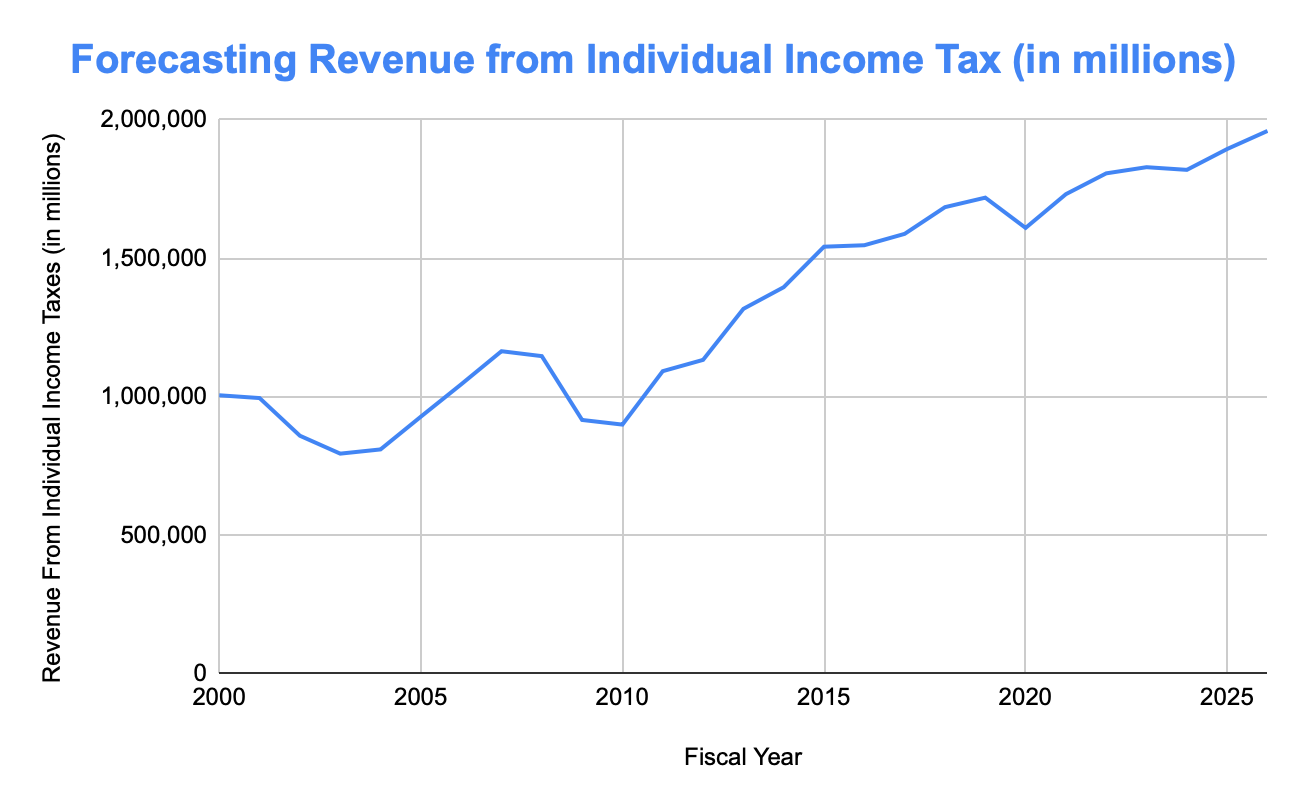 Forecasting Revenue from Individual Income Tax (in millions)
Revenue From Individual Income Taxes (in millions)
2,000,000
1,500,000
1,000,000
500,000
0
2000 2005 2010 2015 2020 2025
Fiscal Year